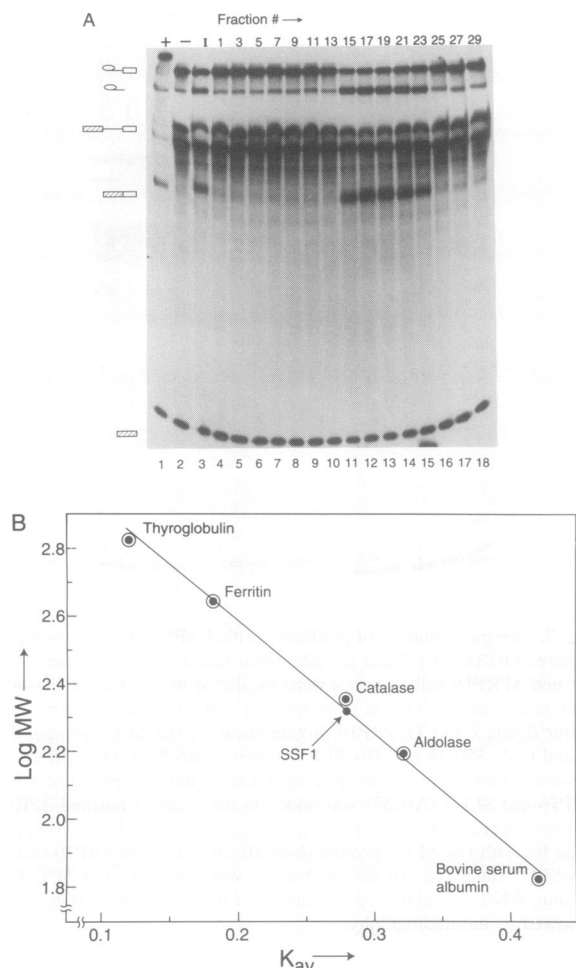 A
Fraction # →
+ − I 1 3 5 7 9 11 13 15 17 19 21 23 25 27 29
1 2 3 4 5 6 7 8 9 10 11 12 13 14 15 16 17 18
B
2.8
2.6
2.4
2.2
2.0
1.8
Log MW →
Thyroglobulin
Ferritin
Catalase
SSF1
Aldolase
Bovine serum
albumin
0.1 0.2 0.3 0.4
Kav →